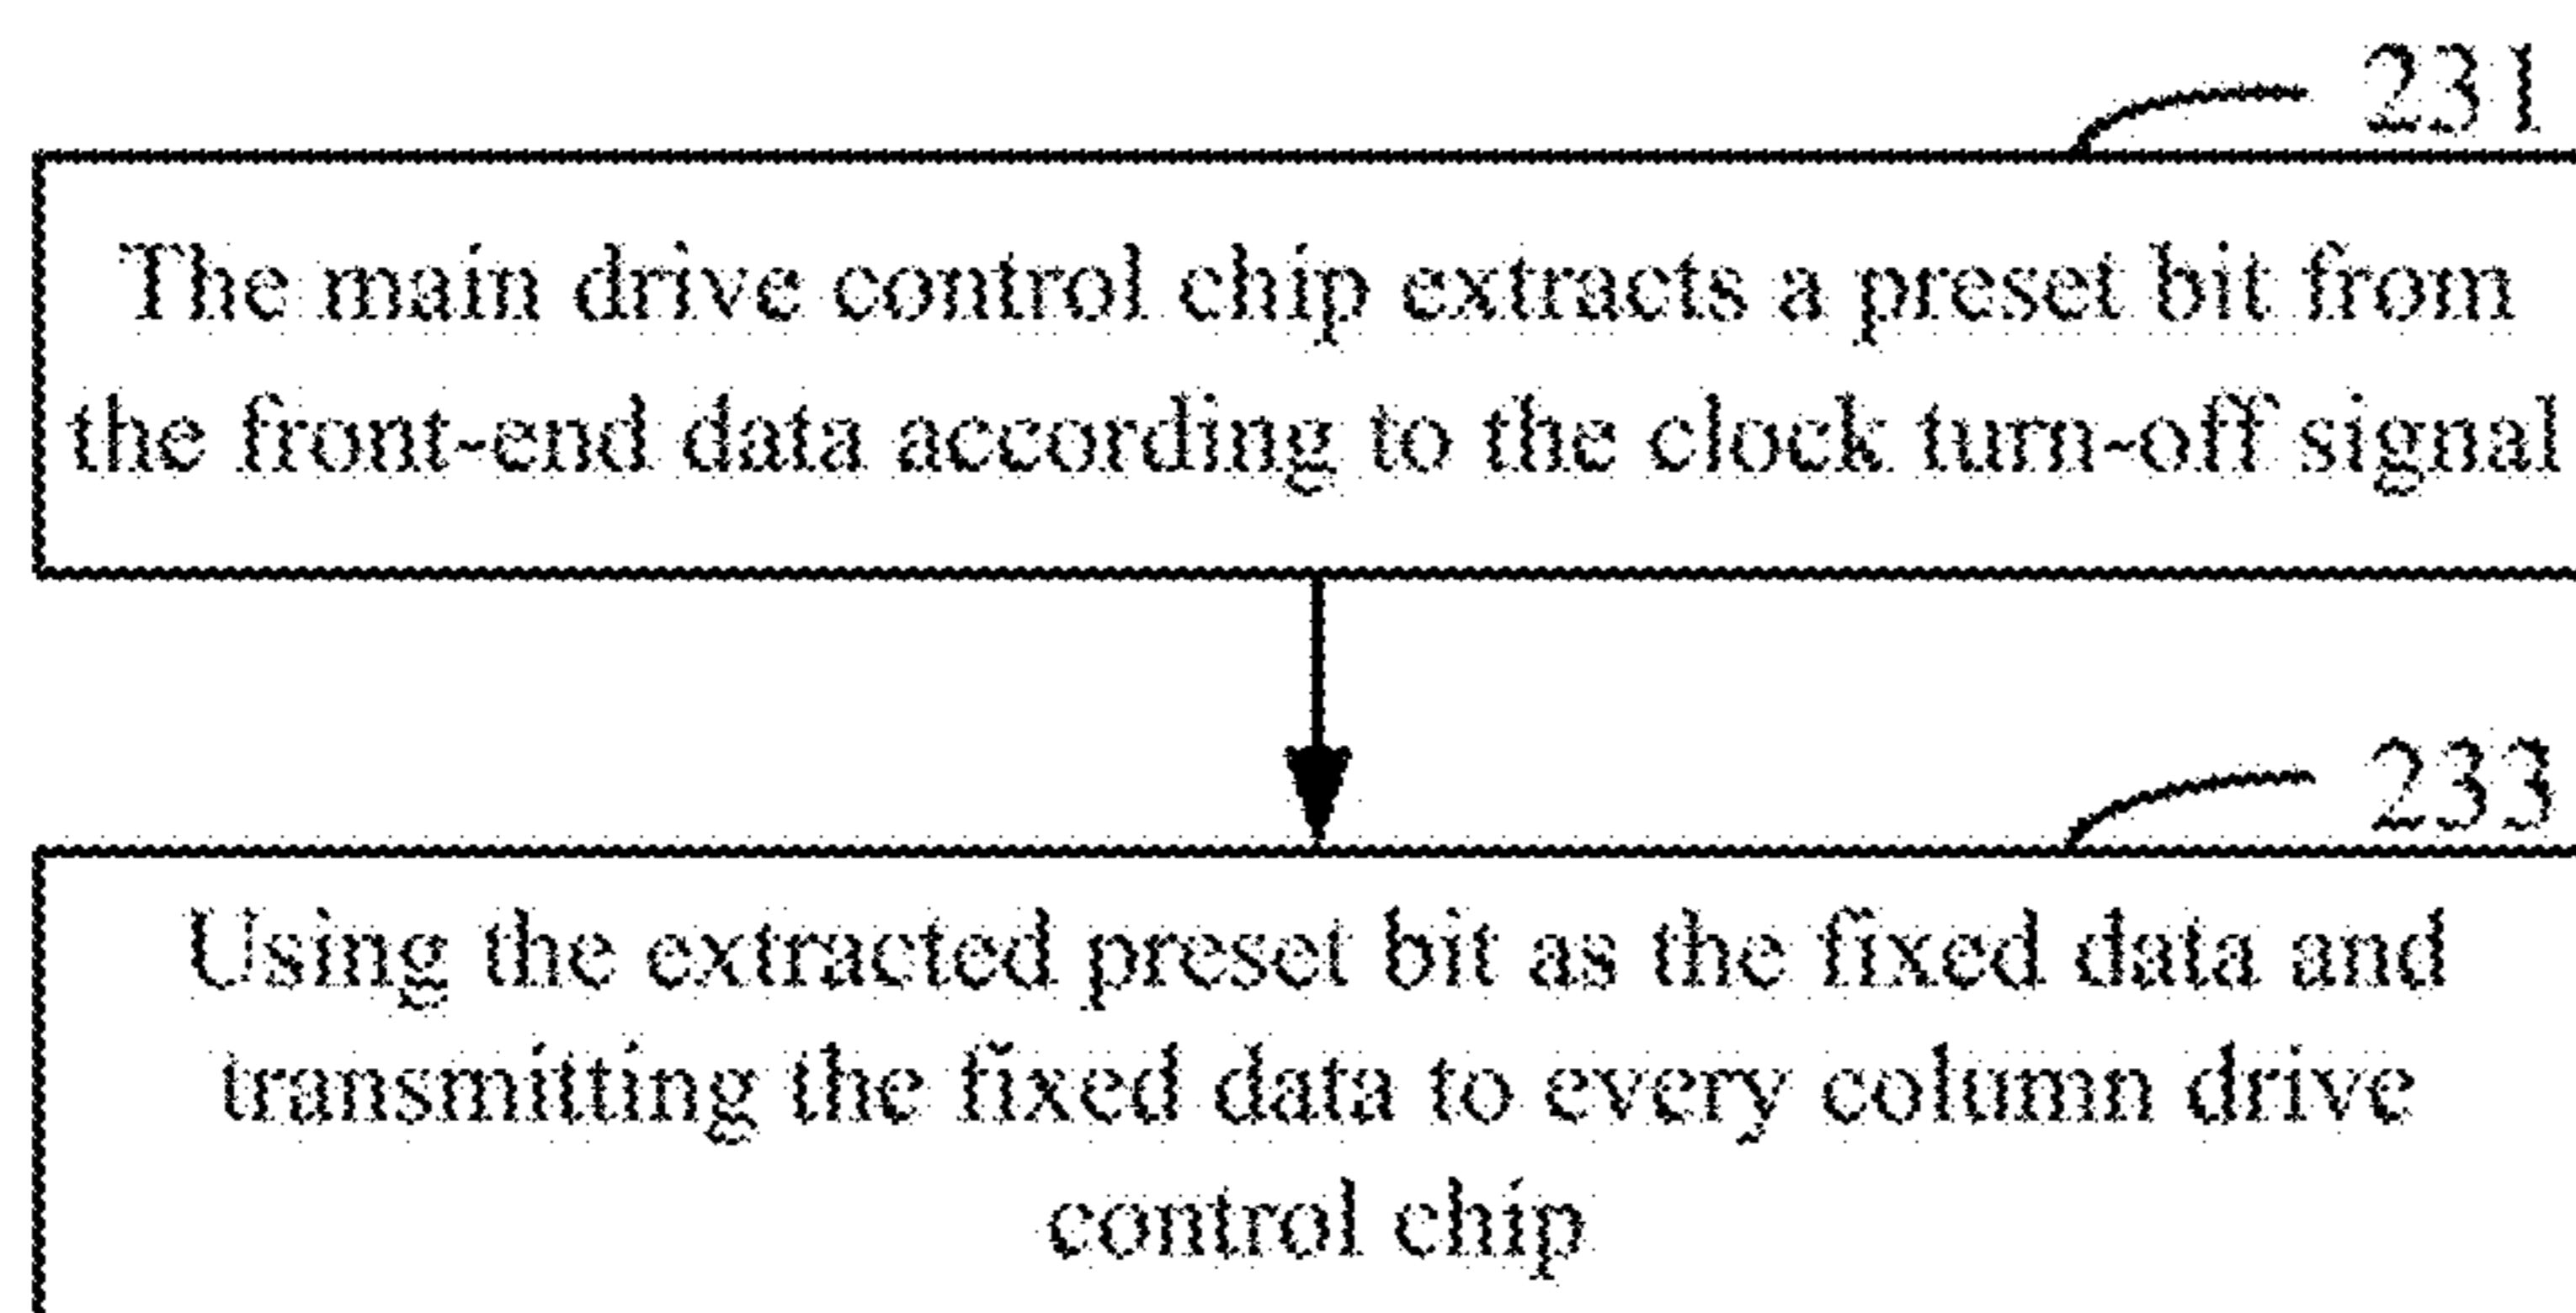 231
The main drive control chip extracts a preset bit from
the front-end data according to the clock turn-off signal
233
Using the extracted preset bit as the fixed data and
transmitting the fixed data to every column drive
control chip